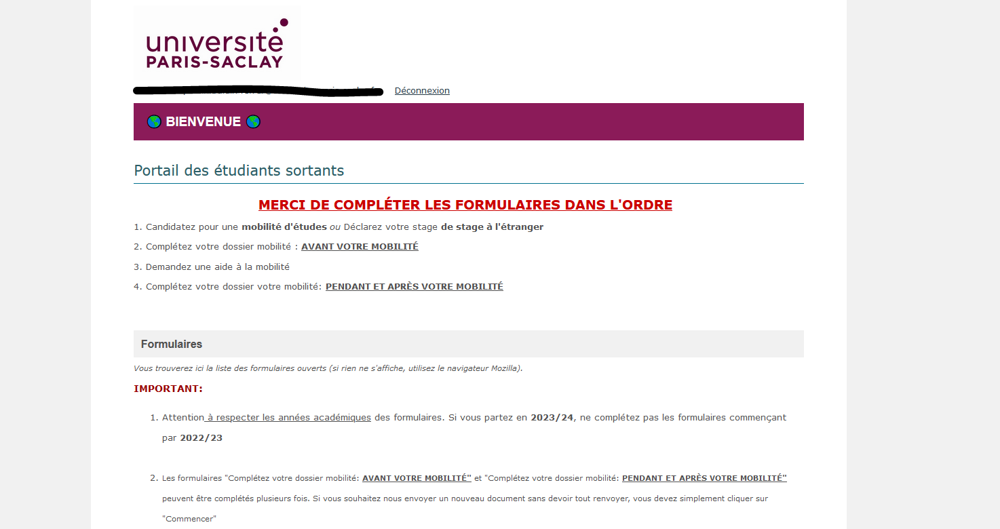 université
PARIS-SACLAY
Déconnexion
BIENVENUE
Portail des étudiants sortants
MERCI DE COMPLÉTER LES FORMULAIRES DANS L'ORDRE
1. Candidatez pour une mobilité d'études ou Déclarez votre stage de stage à l'étranger
2. Complétez votre dossier mobilité : AVANT VOTRE MOBILITÉ
3. Demandez une aide à la mobilité
4. Complétez votre dossier votre mobilité: PENDANT ET APRÈS VOTRE MOBILITÉ
Formulaires
Vous trouverez ici la liste des formulaires ouverts (si rien ne s'affiche, utilisez le navigateur Mozilla).
IMPORTANT:
1. Attention à respecter les années académiques des formulaires. Si vous partez en 2023/24, ne complétez pas les formulaires commençant
par 2022/23
2. Les formulaires "Complétez votre dossier mobilité: AVANT VOTRE MOBILITÉ" et "Complétez votre dossier mobilité: PENDANT ET APRÈS VOTRE MOBILITÉ"
peuvent être complétés plusieurs fois. Si vous souhaitez nous envoyer un nouveau document sans devoir tout renvoyer, vous devez simplement cliquer sur
"Commencer"